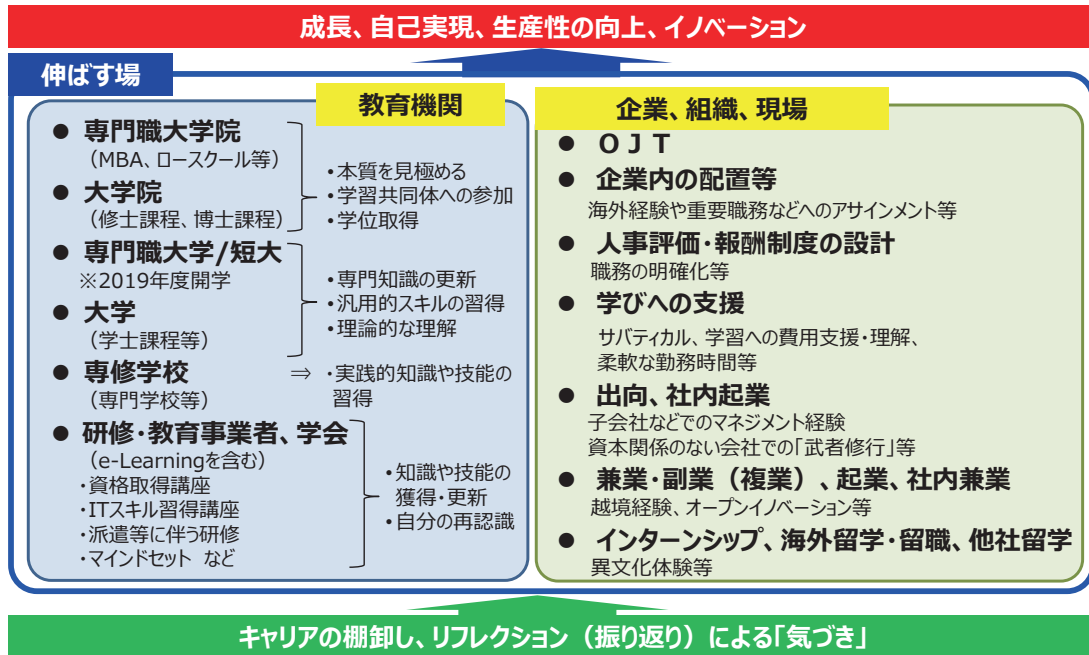 成長、自己実現、生産性の向上、イノベーション
伸ばす場
教育機関
● 専門職大学院
（MBA、ロースクール等）
● 大学院
（修士課程、博士課程）
・本質を見極める
・学習共同体への参加
・学位取得
● 専門職大学/短大
※2019年度開学
● 大学
（学士課程等）
・専門知識の更新
・汎用的スキルの習得
・理論的な理解
● 専修学校
（専門学校等）
⇒ ・実践的知識や技能の
習得
● 研修・教育事業者、学会
（e-Learningを含む）
・資格取得講座
・ITスキル習得講座
・派遣等に伴う研修
・マインドセット など
・知識や技能の
獲得・更新
・自分の再認識
企業、組織、現場
● ＯＪＴ
● 企業内の配置等
海外経験や重要職務などへのアサインメント等
● 人事評価・報酬制度の設計
職務の明確化等
● 学びへの支援
サバティカル、学習への費用支援・理解、
柔軟な勤務時間等
● 出向、社内起業
子会社などでのマネジメント経験
資本関係のない会社での「武者修行」等
● 兼業・副業（複業）、起業、社内兼業
越境経験、オープンイノベーション等
● インターンシップ、海外留学・留職、他社留学
異文化体験等
キャリアの棚卸し、リフレクション（振り返り）による「気づき」